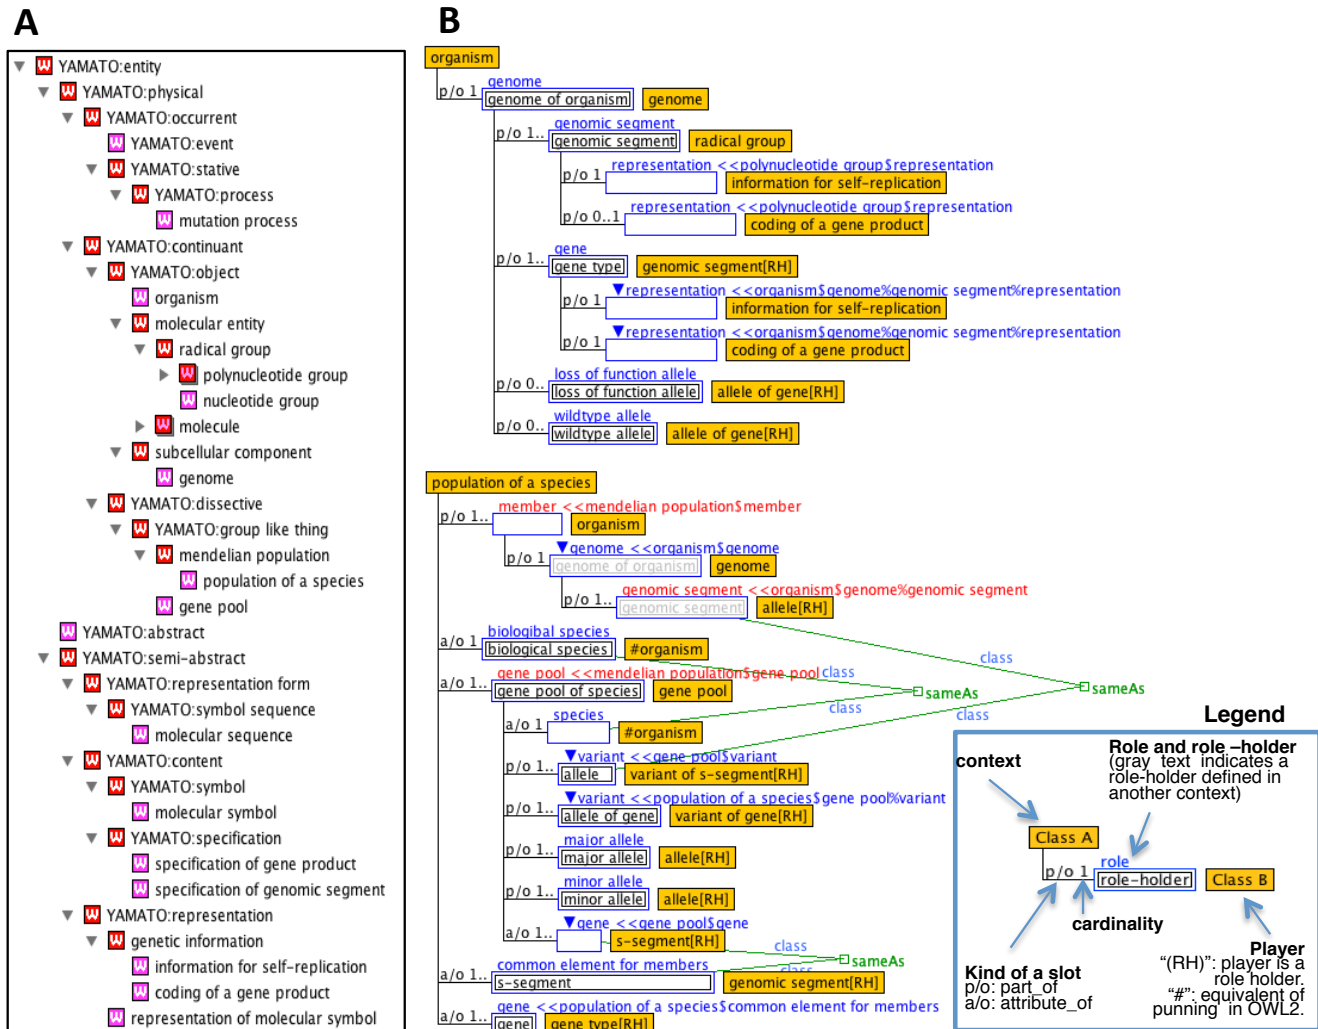 A
YAMATO:entity
YAMATO:physical
YAMATO:occurrent
YAMATO:event
YAMATO:stative
YAMATO:process
mutation process
YAMATO:continuant
YAMATO:object
organism
molecular entity
radical group
polynucleotide group
nucleotide group
molecule
subcellular component
genome
YAMATO:dissective
YAMATO:group like thing
mendelian population
population of a species
gene pool
YAMATO:abstract
YAMATO:semi-abstract
YAMATO:representation form
YAMATO:symbol sequence
molecular sequence
YAMATO:content
YAMATO:symbol
molecular symbol
YAMATO:specification
specification of gene product
specification of genomic segment
YAMATO:representation
genetic information
information for self-replication
coding of a gene product
representation of molecular symbol
B
organism
genome
p/o 1 genome of organism genome
genomic segment
p/o 1.. genomic segment radical group
representation <<polynucleotide group$representation
p/o 1 information for self-replication
representation <<polynucleotide group$representation
p/o 0..1 coding of a gene product
gene
p/o 1.. gene type genomic segment[RH]
▼representation <<organism$genome%genomic segment%representation
p/o 1 information for self-replication
▼representation <<organism$genome%genomic segment%representation
p/o 1 coding of a gene product
loss of function allele
p/o 0.. loss of function allele allele of gene[RH]
wildtype allele
p/o 0.. wildtype allele allele of gene[RH]
population of a species
member <<mendelian population$member
p/o 1.. organism
▼genome <<organism$genome
p/o 1 genome of organism genome
genomic segment <<organism$genome%genomic segment
p/o 1.. genomic segment allele[RH]
biologibal species
a/o 1 biological species #organism
class
gene pool <<mendelian population$gene pool class
a/o 1.. gene pool of species gene pool
sameAs
sameAs
species class class
a/o 1 #organism
▼variant <<gene pool$variant
p/o 1.. allele variant of s-segment[RH]
▼variant <<population of a species$gene pool%variant
p/o 1.. allele of gene variant of gene[RH]
major allele
p/o 1.. major allele allele[RH]
minor allele
p/o 1.. minor allele allele[RH]
▼gene <<gene pool$gene
a/o 1.. s-segment[RH]
class
sameAs
common element for members class
a/o 1.. s-segment genomic segment[RH]
gene <<population of a species$common element for members
a/o 1.. gene gene type[RH]
Legend
context
Role and role –holder
(gray text indicates a
role-holder defined in
another context)
Class A
role
p/o 1 role-holder Class B
cardinality
Kind of a slot
p/o: part_of
a/o: attribute_of
Player
“(RH)”: player is a
role holder.
“#”: equivalent of
punning in OWL2.